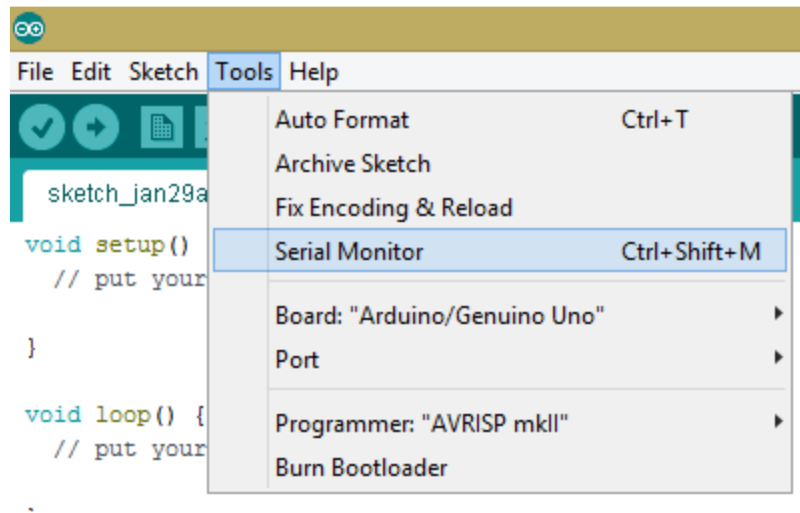 File Edit Sketch Tools Help
Auto Format Ctrl+T
Archive Sketch
sketch_jan29a
Fix Encoding & Reload
void setup()
Serial Monitor Ctrl+Shift+M
// put your
Board: "Arduino/Genuino Uno"
}
Port
void loop() {
Programmer: "AVRISP mkII"
// put your
Burn Bootloader